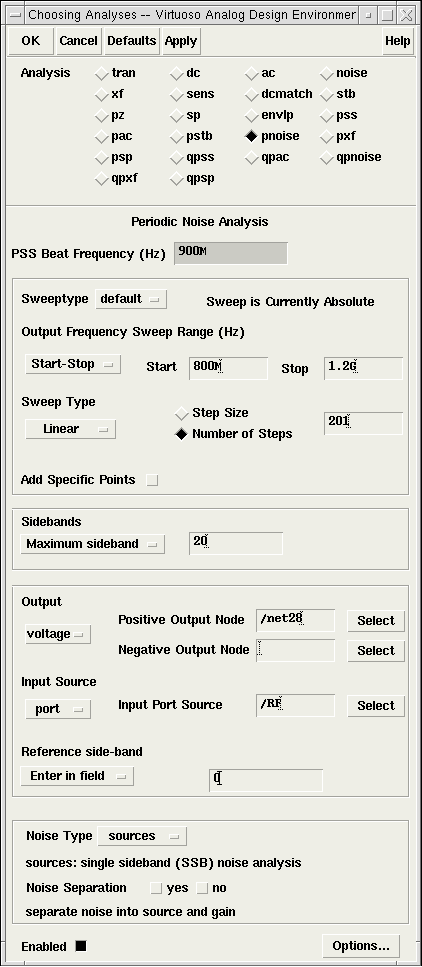 Choosing Analyses -- Virtuoso Analog Design Environmer
OK Cancel Defaults Apply Help
Analysis tran dc ac noise
xf sens dcmatch stb
pz sp envlp pss
pac pstb pnoise pxf
psp qpss qpac qpnoise
qpxf qpsp
Periodic Noise Analysis
PSS Beat Frequency (Hz) 900M
Sweeptype default Sweep is Currently Absolute
Output Frequency Sweep Range (Hz)
Start-Stop Start 800M Stop 1.2G
Sweep Type
Linear Step Size
Number of Steps 201
Add Specific Points
Sidebands
Maximum sideband 20
Output
voltage Positive Output Node /net28 Select
Negative Output Node Select
Input Source
port Input Port Source /RF Select
Reference side-band
Enter in field 0
Noise Type sources
sources: single sideband (SSB) noise analysis
Noise Separation yes no
separate noise into source and gain
Enabled Options...